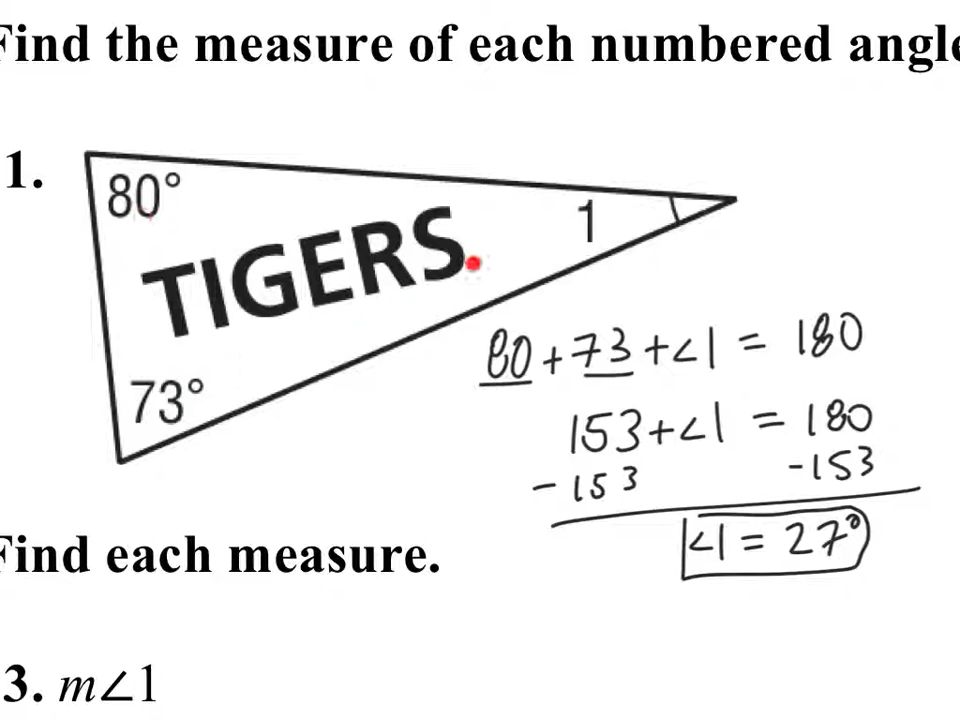 Find the measure of each numbered angle
1.
80°
1
TIGERS
73°
80 + 73 + ∠1 = 180
153 + ∠1 = 180
- 153 -153
∠1 = 27°
Find each measure.
3. m∠1